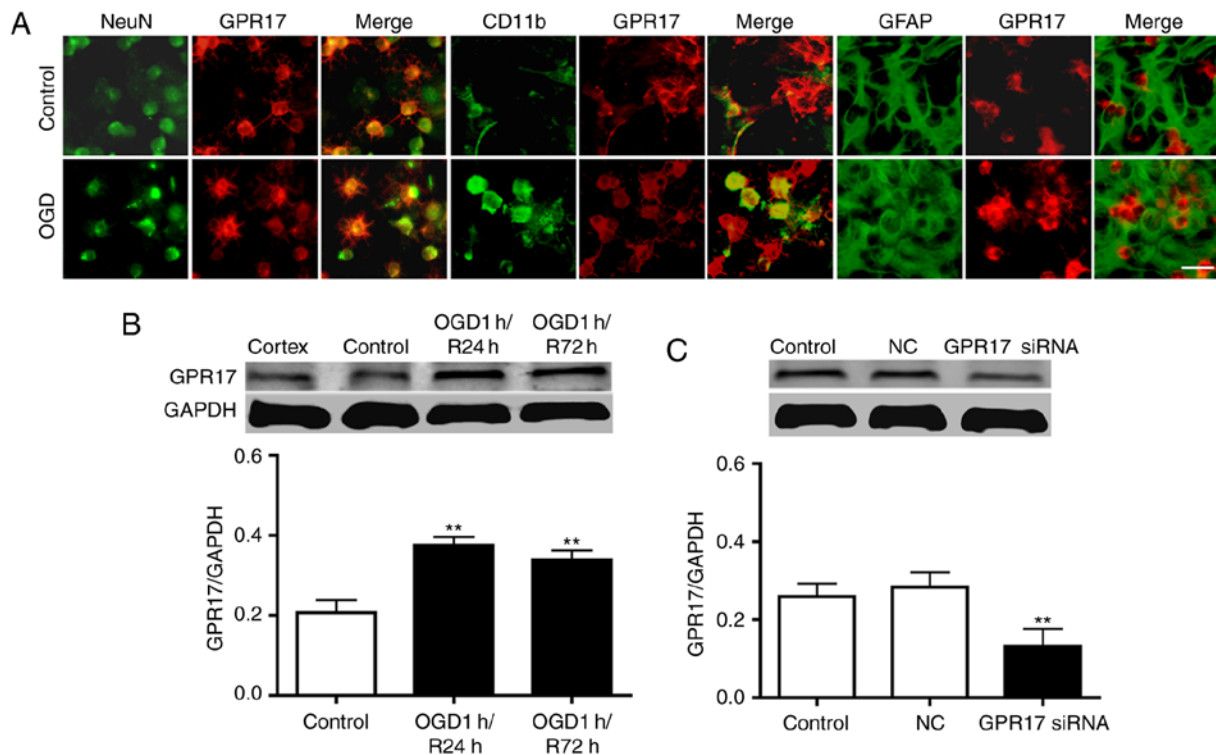 A
NeuN GPR17 Merge CD11b GPR17 Merge GFAP GPR17 Merge
Control
OGD
B
OGD1 h/ OGD1 h/
Cortex Control R24 h R72 h
GPR17
GAPDH
0.6
0.4
0.2
0.0
GPR17/GAPDH
** **
Control OGD1 h/ OGD1 h/
R24 h R72 h
C
Control NC GPR17 siRNA
0.6
0.4
0.2
0.0
GPR17/GAPDH
**
Control NC GPR17 siRNA